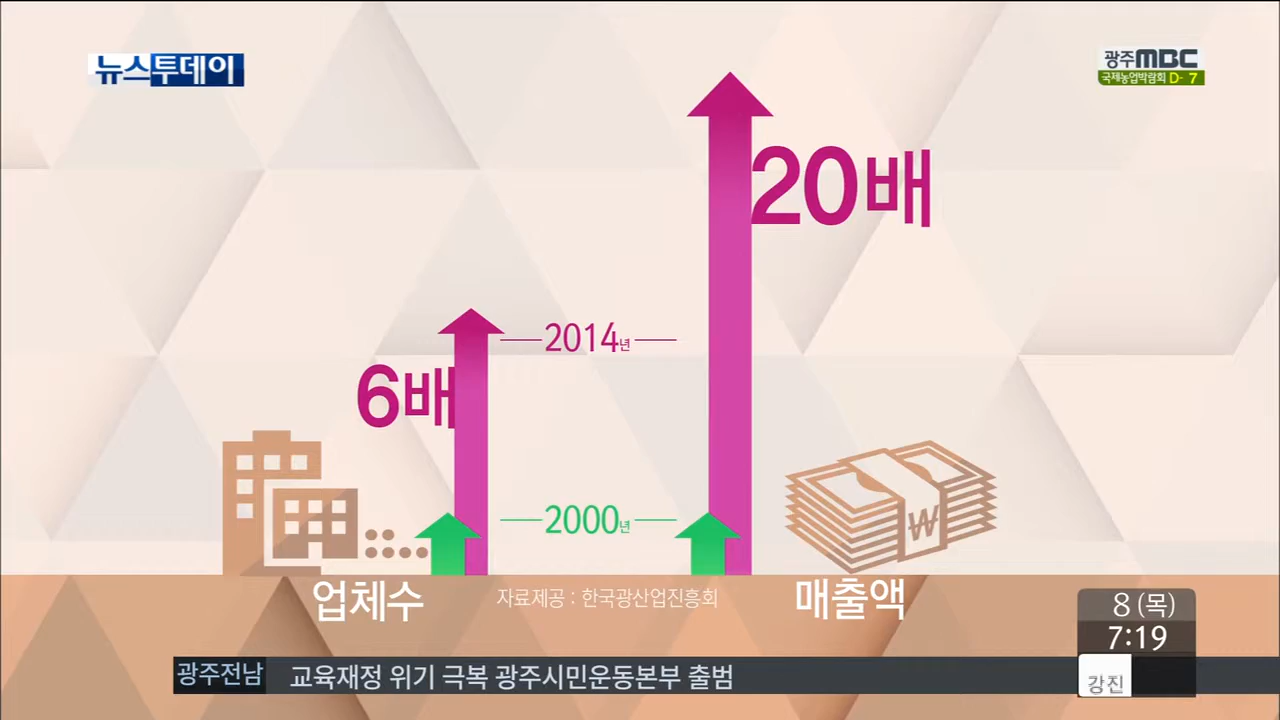 뉴스투데이
광주MBC
국제농업박람회 D-7
20배
2014년
6배
2000년
₩
업체수
자료제공 : 한국광산업진흥회
매출액
8 (목)
7:19
강진
광주전남 교육재정 위기 극복 광주시민운동본부 출범